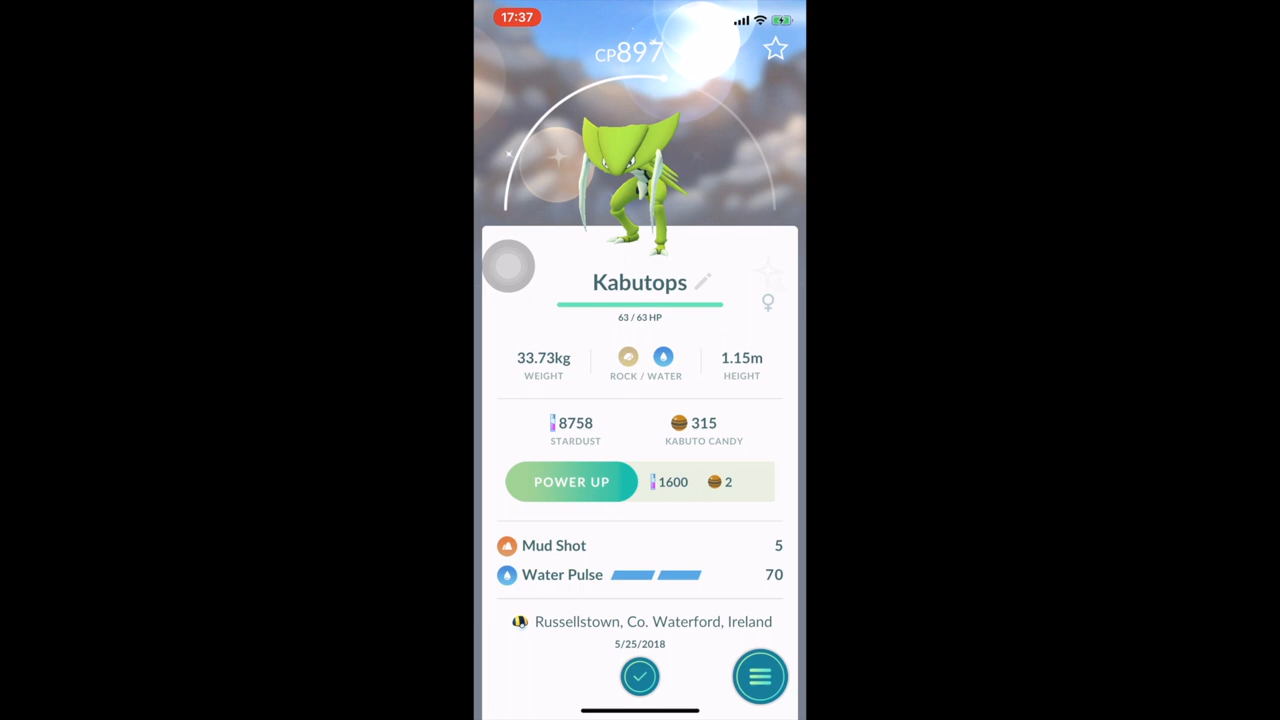 17:37
CP897
Kabutops
63 / 63 HP
33.73kg
WEIGHT
ROCK / WATER
1.15m
HEIGHT
8758
STARDUST
315
KABUTO CANDY
POWER UP
1600
2
Mud Shot 5
Water Pulse 70
Russellstown, Co. Waterford, Ireland
5/25/2018